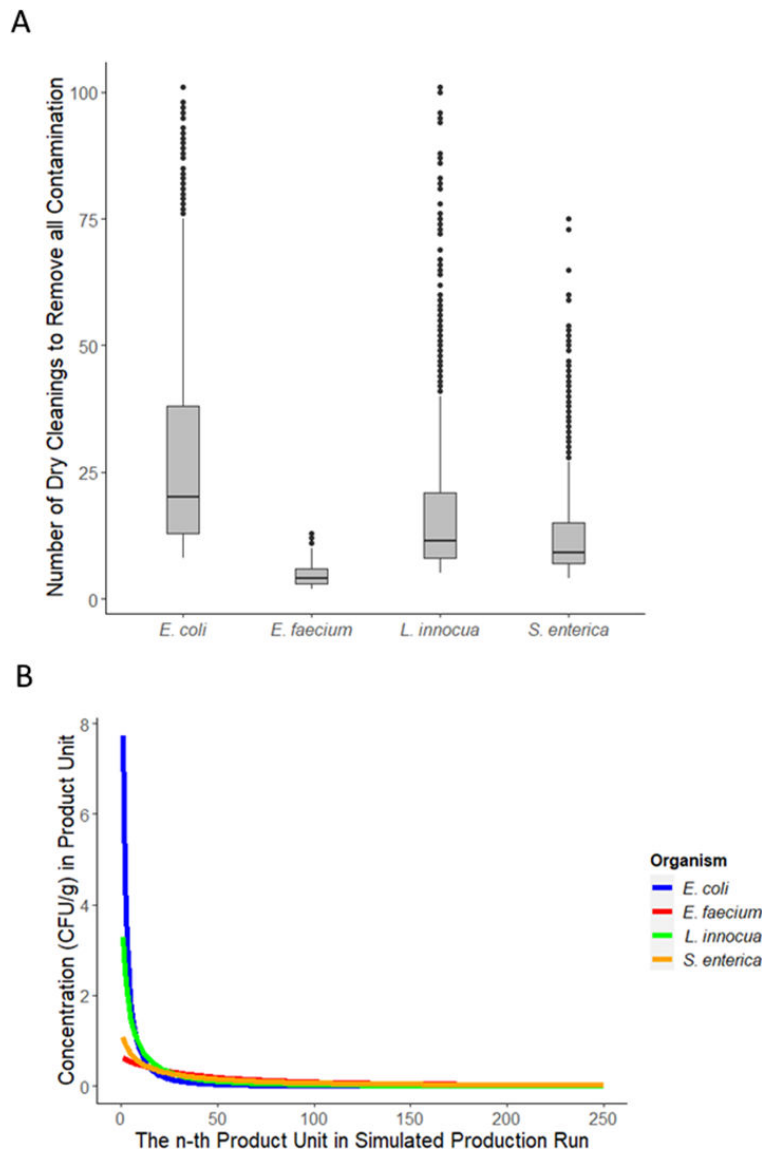 A
Number of Dry Cleanings to Remove all Contamination
100
75
50
25
0
E. coli
E. faecium
L. innocua
S. enterica
B
Concentration (CFU/g) in Product Unit
8
6
4
2
0
0
50
100
150
200
250
The n-th Product Unit in Simulated Production Run
Organism
E. coli
E. faecium
L. innocua
S. enterica